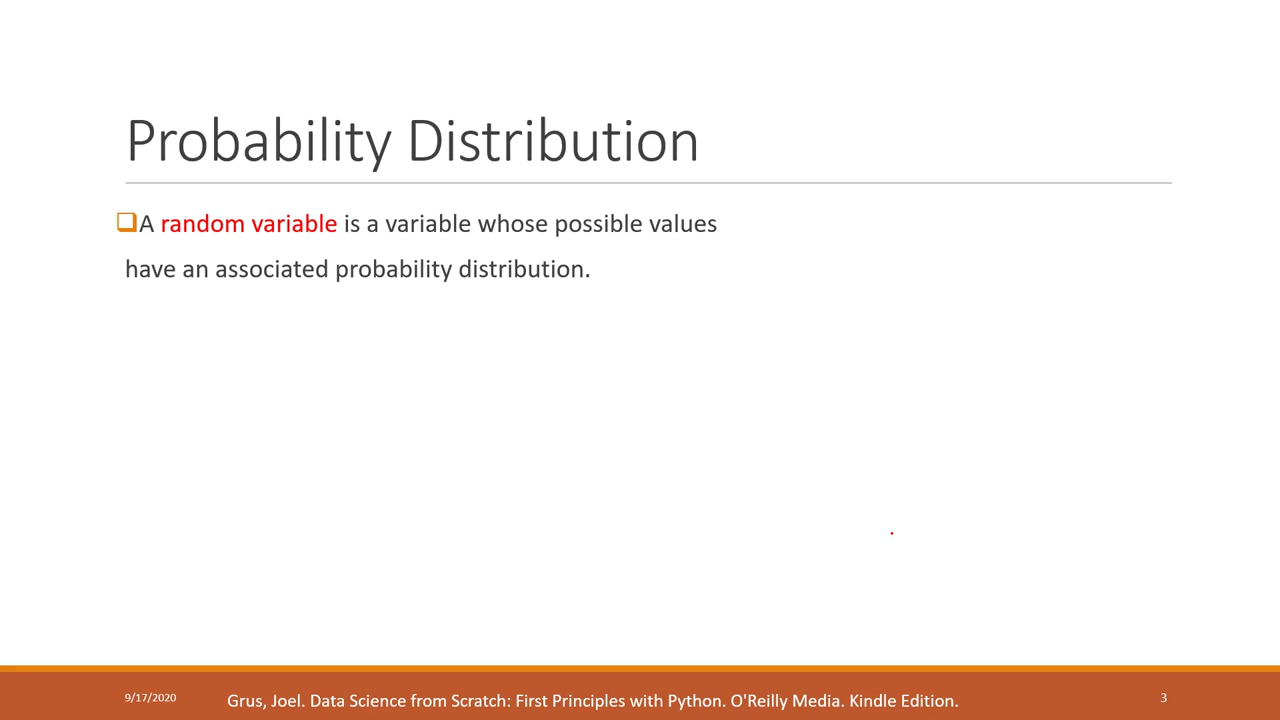 Probability Distribution
❑A random variable is a variable whose possible values
have an associated probability distribution.
9/17/2020
Grus, Joel. Data Science from Scratch: First Principles with Python. O'Reilly Media. Kindle Edition.
3